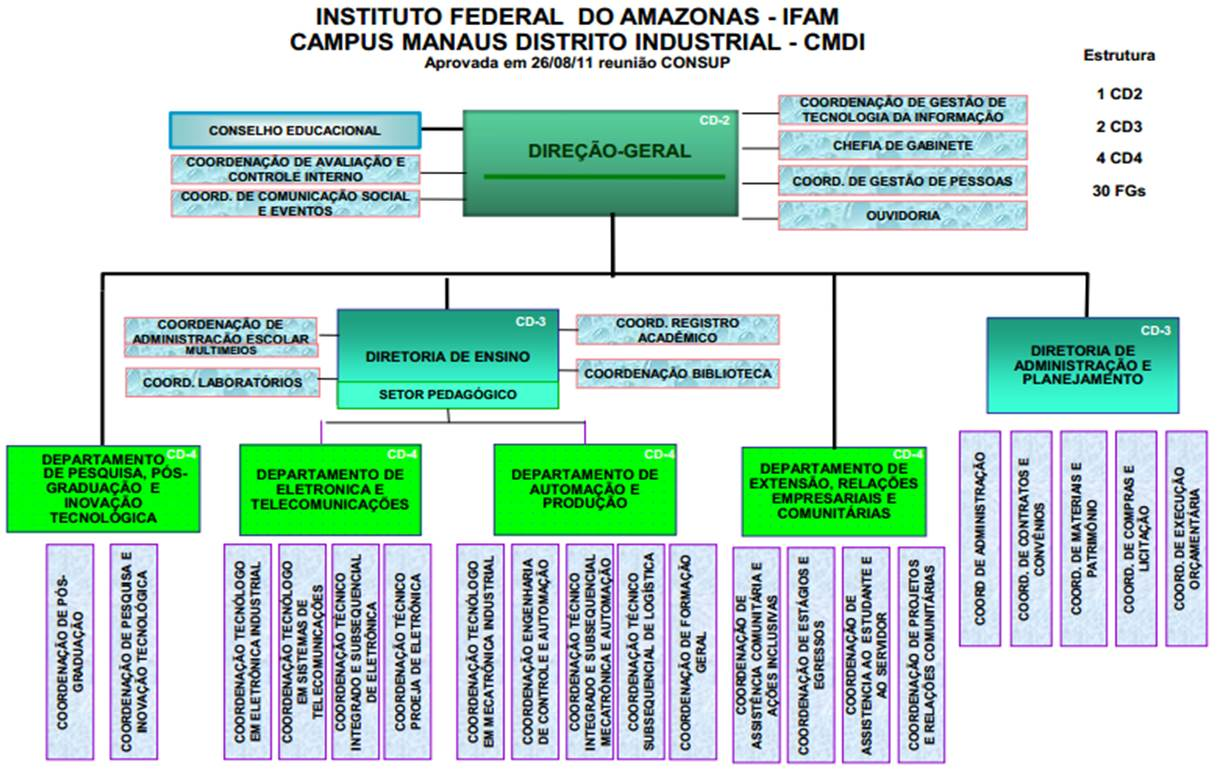 INSTITUTO FEDERAL DO AMAZONAS - IFAM
CAMPUS MANAUS DISTRITO INDUSTRIAL - CMDI
Aprovada em 26/08/11 reunião CONSUP
Estrutura
1 CD2
2 CD3
4 CD4
30 FGs
CONSELHO EDUCACIONAL
COORDENAÇÃO DE AVALIAÇÃO E
CONTROLE INTERNO
COORD. DE COMUNICAÇÃO SOCIAL
E EVENTOS
CD-2
DIREÇÃO-GERAL
COORDENAÇÃO DE GESTÃO DE
TECNOLOGIA DA INFORMAÇÃO
CHEFIA DE GABINETE
COORD. DE GESTÃO DE PESSOAS
OUVIDORIA
COORDENAÇÃO DE
ADMINISTRAÇÃO ESCOLAR
MULTIMEIOS
COORD. LABORATÓRIOS
CD-3
DIRETORIA DE ENSINO
SETOR PEDAGÓGICO
COORD. REGISTRO
ACADÊMICO
COORDENAÇÃO BIBLIOTECA
CD-3
DIRETORIA DE
ADMINISTRAÇÃO E
PLANEJAMENTO
CD-4
DEPARTAMENTO
DE PESQUISA, PÓS-
GRADUAÇÃO E
INOVAÇÃO
TECNOLÓGICA
CD-4
DEPARTAMENTO DE
ELETRONICA E
TELECOMUNICAÇÕES
CD-4
DEPARTAMENTO DE
AUTOMAÇÃO E
PRODUÇÃO
CD-4
DEPARTAMENTO DE
EXTENSÃO, RELAÇÕES
EMPRESARIAIS E
COMUNITÁRIAS
COORD DE ADMINISTRAÇÃO
COORD. DE CONTRATOS E
CONVÊNIOS
COORD. DE MATERIAIS E
PATRIMÔNIO
COORD. DE COMPRAS E
LICITAÇÃO
COORD. DE EXECUÇÃO
ORÇAMENTÁRIA
COORDENAÇÃO DE PÓS-
GRADUAÇÃO
COORDENAÇÃO DE PESQUISA E
INOVAÇÃO TECNOLÓGICA
COORDENAÇÃO TECNÓLOGO
EM ELETRÔNICA INDUSTRIAL
COORDENAÇÃO TECNÓLOGO
EM SISTEMAS DE
TELECOMUNICAÇÕES
COORDENAÇÃO TÉCNICO
INTEGRADO E SUBSEQUENCIAL
DE ELETRÔNICA
COORDENAÇÃO TÉCNICO
PROEJA DE ELETRÔNICA
COORDENAÇÃO TECNÓLOGO
EM MECATRÔNICA INDUSTRIAL
COORDENAÇÃO ENGENHARIA
DE CONTROLE E AUTOMAÇÃO
COORDENAÇÃO TÉCNICO
INTEGRADO E SUBSEQUENCIAL
MECATRÔNICA E AUTOMAÇÃO
COORDENAÇÃO TÉCNICO
SUBSEQUENCIAL DE LOGÍSTICA
COORDENAÇÃO DE FORMAÇÃO
GERAL
COORDENAÇÃO DE
ASSISTÊNCIA COMUNITÁRIA E
AÇÕES INCLUSIVAS
COORDENAÇÃO DE ESTÁGIOS E
EGRESSOS
COORDENAÇÃO DE
ASSISTENCIA AO ESTUDANTE E
AO SERVIDOR
COORDENAÇÃO DE PROJETOS
E RELAÇÕES COMUNITÁRIAS